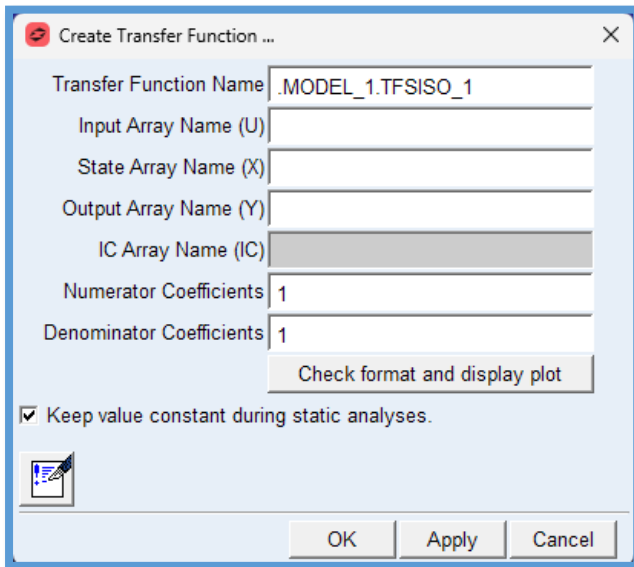 Create Transfer Function ...
Transfer Function Name .MODEL_1.TFSISO_1
Input Array Name (U)
State Array Name (X)
Output Array Name (Y)
IC Array Name (IC)
Numerator Coefficients 1
Denominator Coefficients 1
Check format and display plot
Keep value constant during static analyses.
OK Apply Cancel